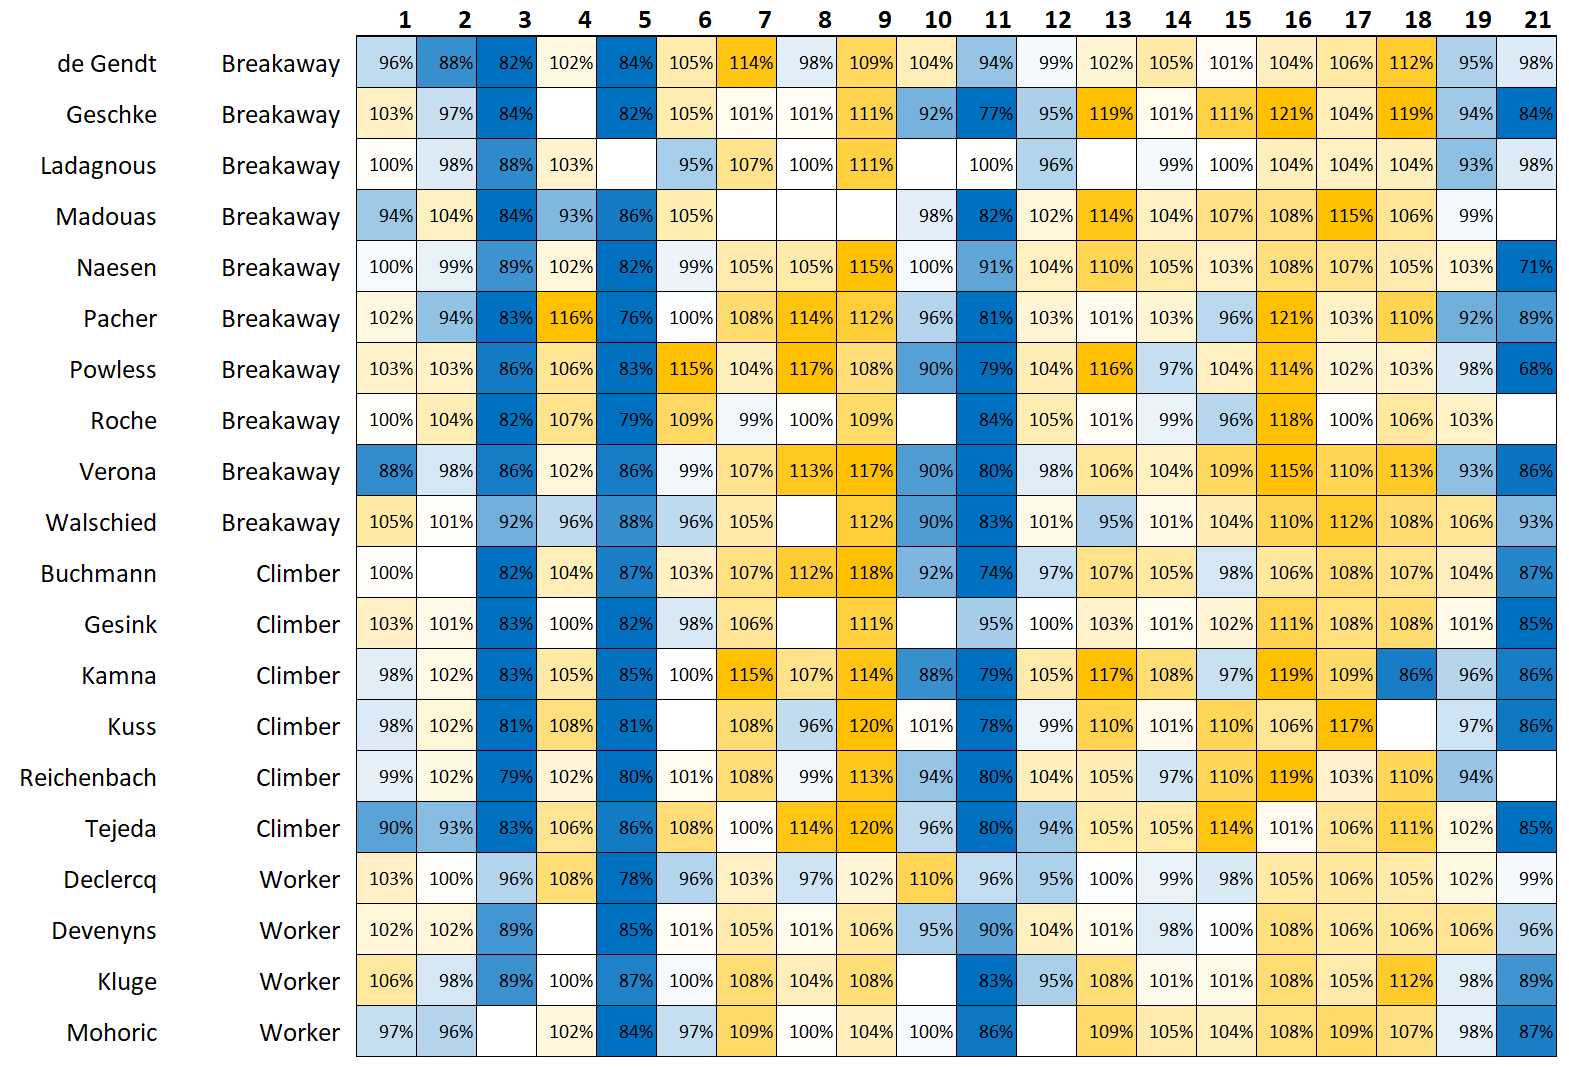 1 2 3 4 5 6 7 8 9 10 11 12 13 14 15 16 17 18 19 21
de Gendt Breakaway 96% 88% 82% 102% 84% 105% 114% 98% 109% 104% 94% 99% 102% 105% 101% 104% 106% 112% 95% 98%
Geschke Breakaway 103% 97% 84% 82% 105% 101% 101% 111% 92% 77% 95% 119% 101% 111% 121% 104% 119% 94% 84%
Ladagnous Breakaway 100% 98% 88% 103% 95% 107% 100% 111% 100% 96% 99% 100% 104% 104% 104% 93% 98%
Madouas Breakaway 94% 104% 84% 93% 86% 105% 98% 82% 102% 114% 104% 107% 108% 115% 106% 99%
Naesen Breakaway 100% 99% 89% 102% 82% 99% 105% 105% 115% 100% 91% 104% 110% 105% 103% 108% 107% 105% 103% 71%
Pacher Breakaway 102% 94% 83% 116% 76% 100% 108% 114% 112% 96% 81% 103% 101% 103% 96% 121% 103% 110% 92% 89%
Powless Breakaway 103% 103% 86% 106% 83% 115% 104% 117% 108% 90% 79% 104% 116% 97% 104% 114% 102% 103% 98% 68%
Roche Breakaway 100% 104% 82% 107% 79% 109% 99% 100% 109% 84% 105% 101% 99% 96% 118% 100% 106% 103%
Verona Breakaway 88% 98% 86% 102% 86% 99% 107% 113% 117% 90% 80% 98% 106% 104% 109% 115% 110% 113% 93% 86%
Walschied Breakaway 105% 101% 92% 96% 88% 96% 105% 112% 90% 83% 101% 95% 101% 104% 110% 112% 108% 106% 93%
Buchmann Climber 100% 82% 104% 87% 103% 107% 112% 118% 92% 74% 97% 107% 105% 98% 106% 108% 107% 104% 87%
Gesink Climber 103% 101% 83% 100% 82% 98% 106% 111% 95% 100% 103% 101% 102% 111% 108% 108% 101% 85%
Kamna Climber 98% 102% 83% 105% 85% 100% 115% 107% 114% 88% 79% 105% 117% 108% 97% 119% 109% 86% 96% 86%
Kuss Climber 98% 102% 81% 108% 81% 108% 96% 120% 101% 78% 99% 110% 101% 110% 106% 117% 97% 86%
Reichenbach Climber 99% 102% 79% 102% 80% 101% 108% 99% 113% 94% 80% 104% 105% 97% 110% 119% 103% 110% 94%
Tejeda Climber 90% 93% 83% 106% 86% 108% 100% 114% 120% 96% 80% 94% 105% 105% 114% 101% 106% 111% 102% 85%
Declercq Worker 103% 100% 96% 108% 78% 96% 103% 97% 102% 110% 96% 95% 100% 99% 98% 105% 106% 105% 102% 99%
Devenyns Worker 102% 102% 89% 85% 101% 105% 101% 106% 95% 90% 104% 101% 98% 100% 108% 106% 106% 106% 96%
Kluge Worker 106% 98% 89% 100% 87% 100% 108% 104% 108% 83% 95% 108% 101% 101% 108% 105% 112% 98% 89%
Mohoric Worker 97% 96% 102% 84% 97% 109% 100% 104% 100% 86% 109% 105% 104% 108% 109% 107% 98% 87%